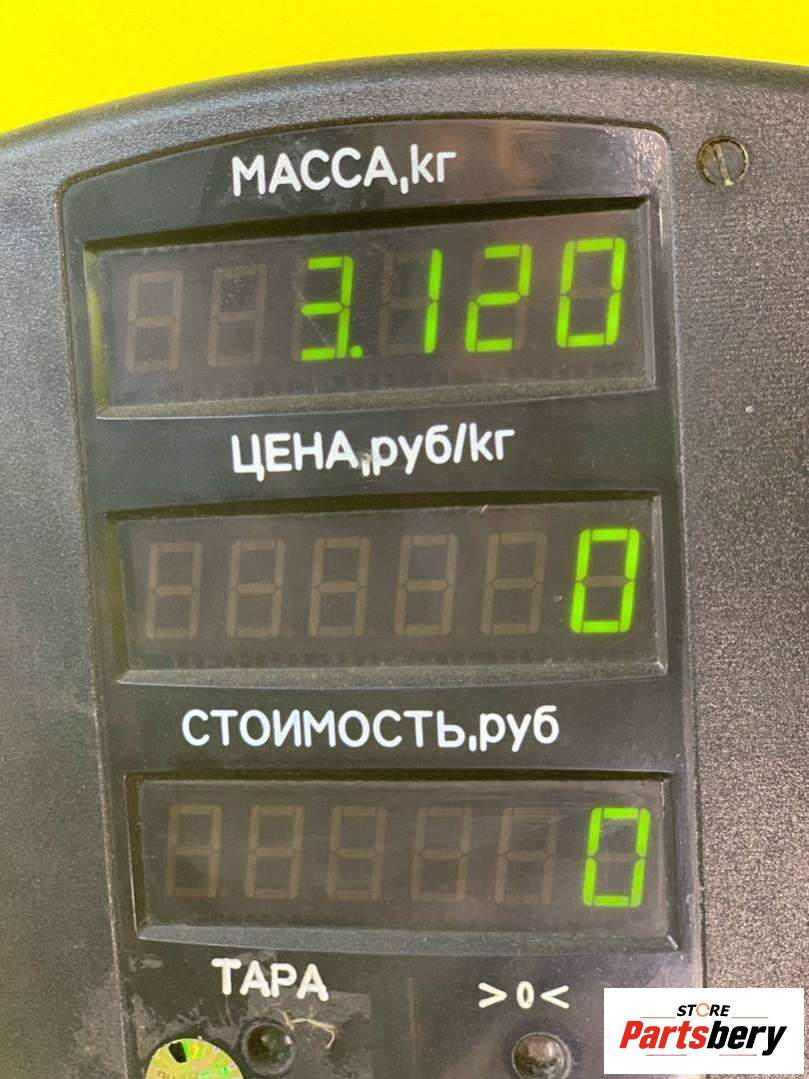 МАССА,кг
3.120
ЦЕНА,руб/кг
0
СТОИМОСТЬ,руб
0
ТАРА >0<
STORE
Partsbery